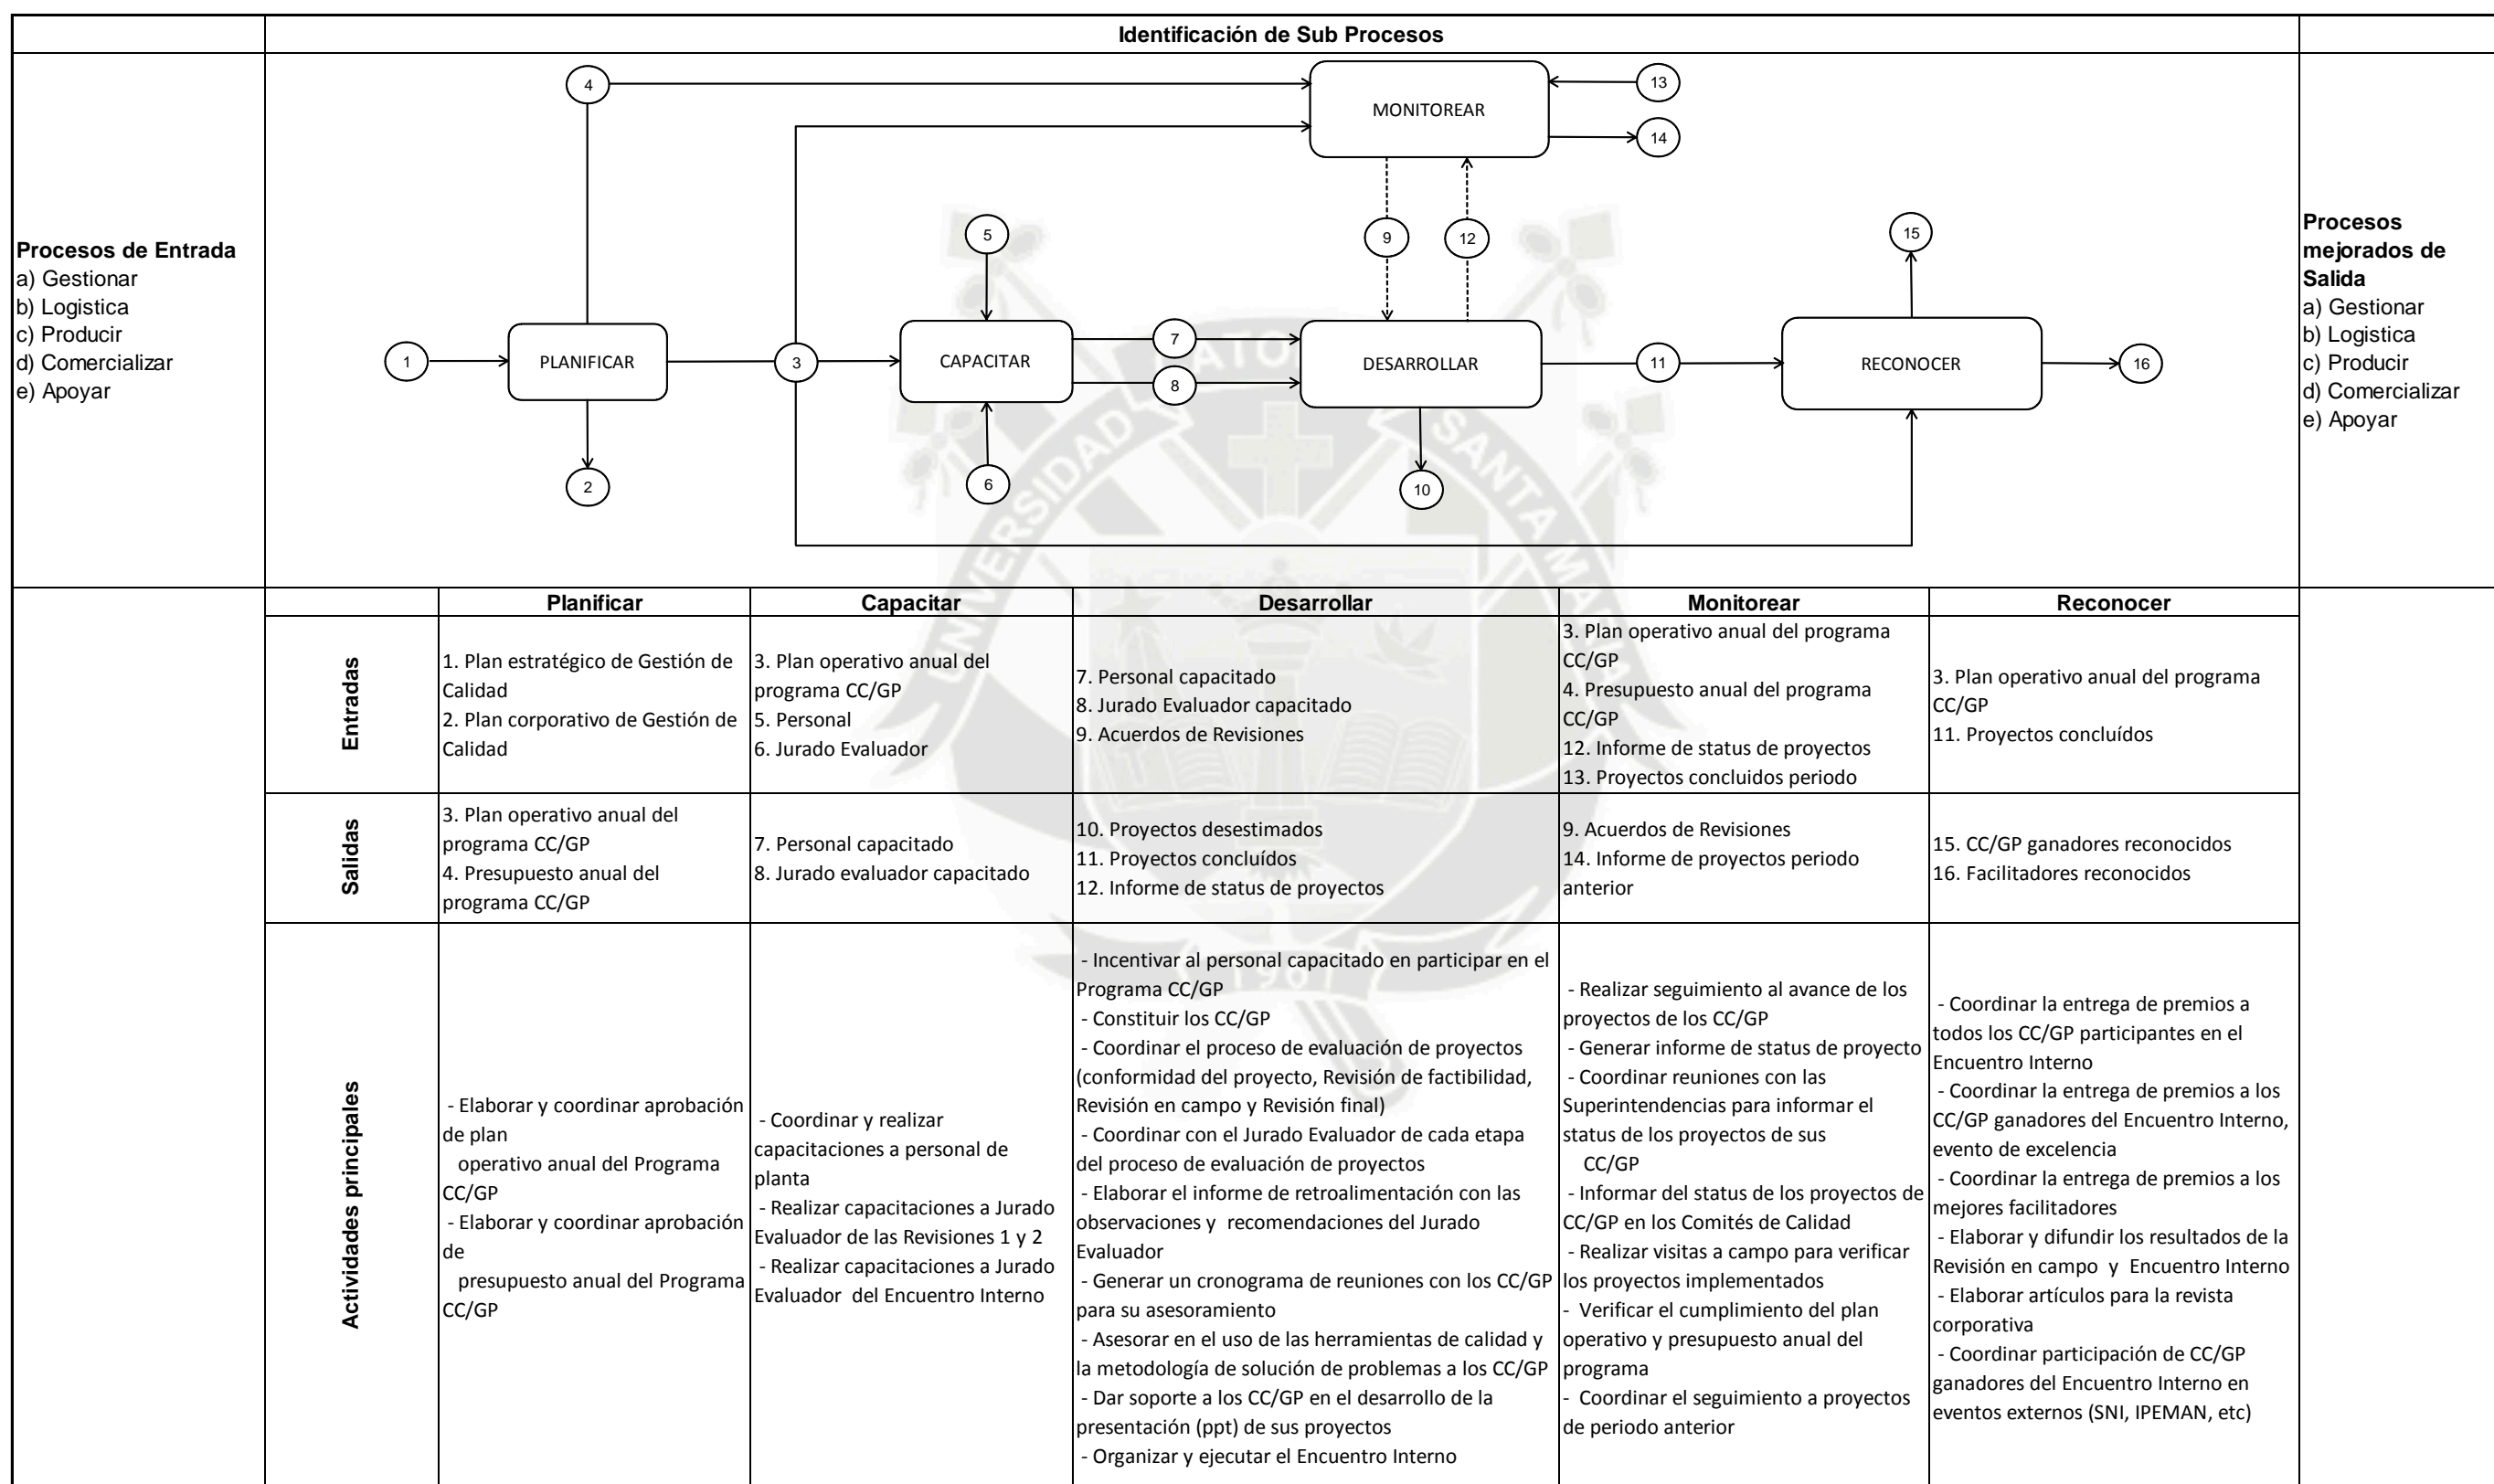 Identificación de Sub Procesos
Procesos de Entrada
a) Gestionar
b) Logistica
c) Producir
d) Comercializar
e) Apoyar
4
13
MONITOREAR
14
5
9
12
15
1
PLANIFICAR
3
CAPACITAR
7
8
DESARROLLAR
11
RECONOCER
16
2
6
10
Procesos
mejorados de
Salida
a) Gestionar
b) Logistica
c) Producir
d) Comercializar
e) Apoyar
UNIVERSIDAD CATOLICA SANTA MARIA
Planificar
Capacitar
Desarrollar
Monitorear
Reconocer
Entradas
1. Plan estratégico de Gestión de
Calidad
2. Plan corporativo de Gestión de
Calidad
3. Plan operativo anual del
programa CC/GP
5. Personal
6. Jurado Evaluador
7. Personal capacitado
8. Jurado Evaluador capacitado
9. Acuerdos de Revisiones
3. Plan operativo anual del programa
CC/GP
4. Presupuesto anual del programa
CC/GP
12. Informe de status de proyectos
13. Proyectos concluidos periodo
3. Plan operativo anual del programa
CC/GP
11. Proyectos concluídos
Salidas
3. Plan operativo anual del
programa CC/GP
4. Presupuesto anual del
programa CC/GP
7. Personal capacitado
8. Jurado evaluador capacitado
10. Proyectos desestimados
11. Proyectos concluídos
12. Informe de status de proyectos
9. Acuerdos de Revisiones
14. Informe de proyectos periodo
anterior
15. CC/GP ganadores reconocidos
16. Facilitadores reconocidos
Actividades principales
- Elaborar y coordinar aprobación
de plan
operativo anual del Programa
CC/GP
- Elaborar y coordinar aprobación
de
presupuesto anual del Programa
CC/GP
- Coordinar y realizar
capacitaciones a personal de
planta
- Realizar capacitaciones a Jurado
Evaluador de las Revisiones 1 y 2
- Realizar capacitaciones a Jurado
Evaluador del Encuentro Interno
- Incentivar al personal capacitado en participar en el
Programa CC/GP
- Constituir los CC/GP
- Coordinar el proceso de evaluación de proyectos
(conformidad del proyecto, Revisión de factibilidad,
Revisión en campo y Revisión final)
- Coordinar con el Jurado Evaluador de cada etapa
del proceso de evaluación de proyectos
- Elaborar el informe de retroalimentación con las
observaciones y recomendaciones del Jurado
Evaluador
- Generar un cronograma de reuniones con los CC/GP
para su asesoramiento
- Asesorar en el uso de las herramientas de calidad y
la metodología de solución de problemas a los CC/GP
- Dar soporte a los CC/GP en el desarrollo de la
presentación (ppt) de sus proyectos
- Organizar y ejecutar el Encuentro Interno
- Realizar seguimiento al avance de los
proyectos de los CC/GP
- Generar informe de status de proyecto
- Coordinar reuniones con las
Superintendencias para informar el
status de los proyectos de sus
CC/GP
- Informar del status de los proyectos de
CC/GP en los Comités de Calidad
- Realizar visitas a campo para verificar
los proyectos implementados
- Verificar el cumplimiento del plan
operativo y presupuesto anual del
programa
- Coordinar el seguimiento a proyectos
de periodo anterior
- Coordinar la entrega de premios a
todos los CC/GP participantes en el
Encuentro Interno
- Coordinar la entrega de premios a los
CC/GP ganadores del Encuentro Interno,
evento de excelencia
- Coordinar la entrega de premios a los
mejores facilitadores
- Elaborar y difundir los resultados de la
Revisión en campo y Encuentro Interno
- Elaborar artículos para la revista
corporativa
- Coordinar participación de CC/GP
ganadores del Encuentro Interno en
eventos externos (SNI, IPEMAN, etc)